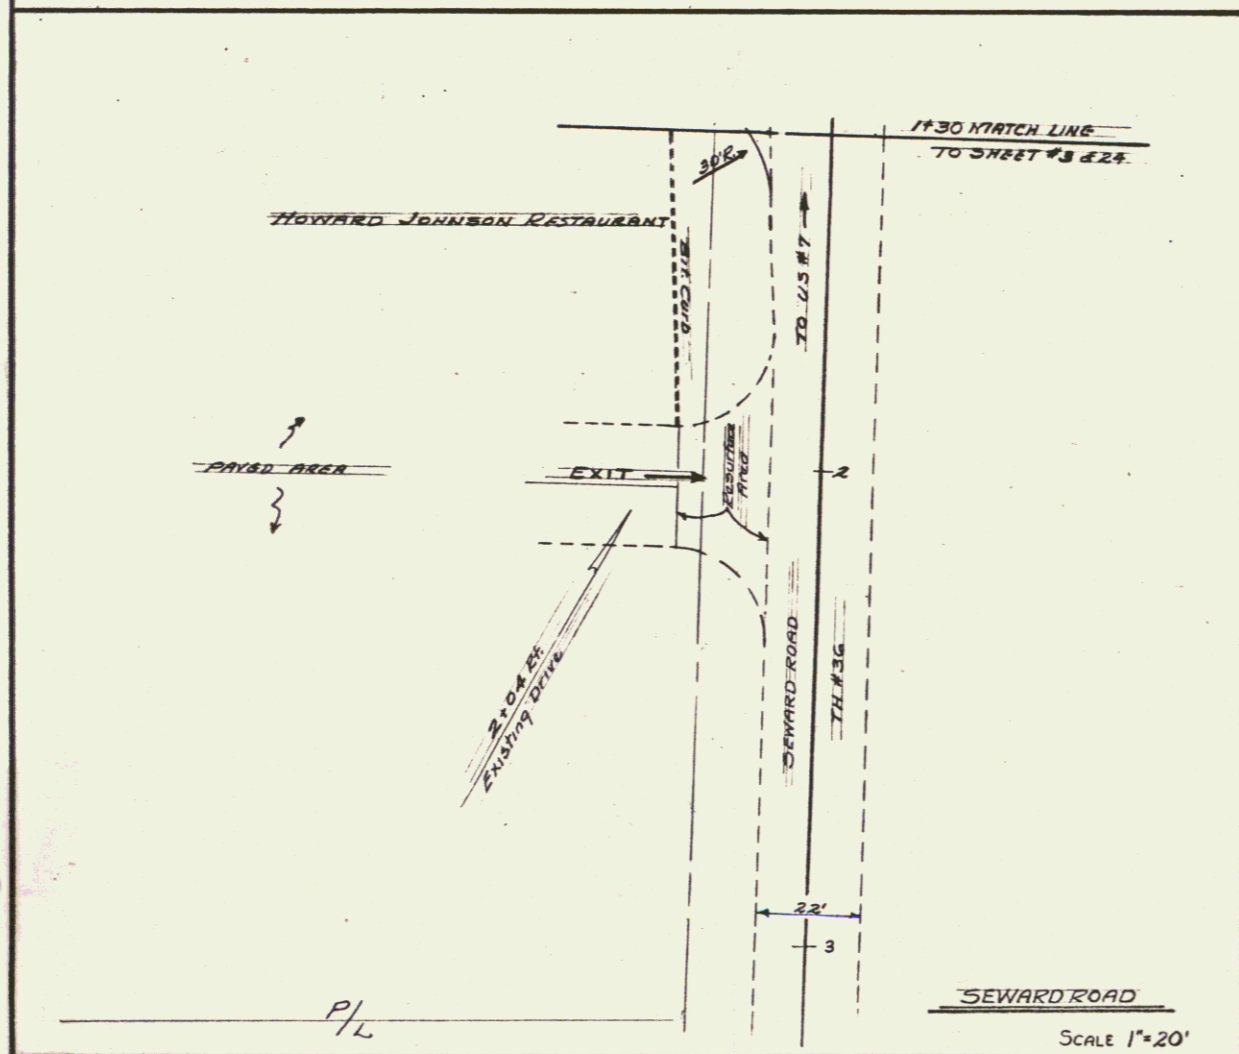 1+30 MATCH LINE
TO SHEET #3 & 24
30'R.
HOWARD JOHNSON RESTAURANT
Bit. Curb
TO US #7
PAVED AREA
EXIT
Resurface
Area
2
2+04 Rt.
Existing Drive
SEWARD ROAD
TH #36
22'
3
P/L
SEWARD ROAD
SCALE 1"=20'